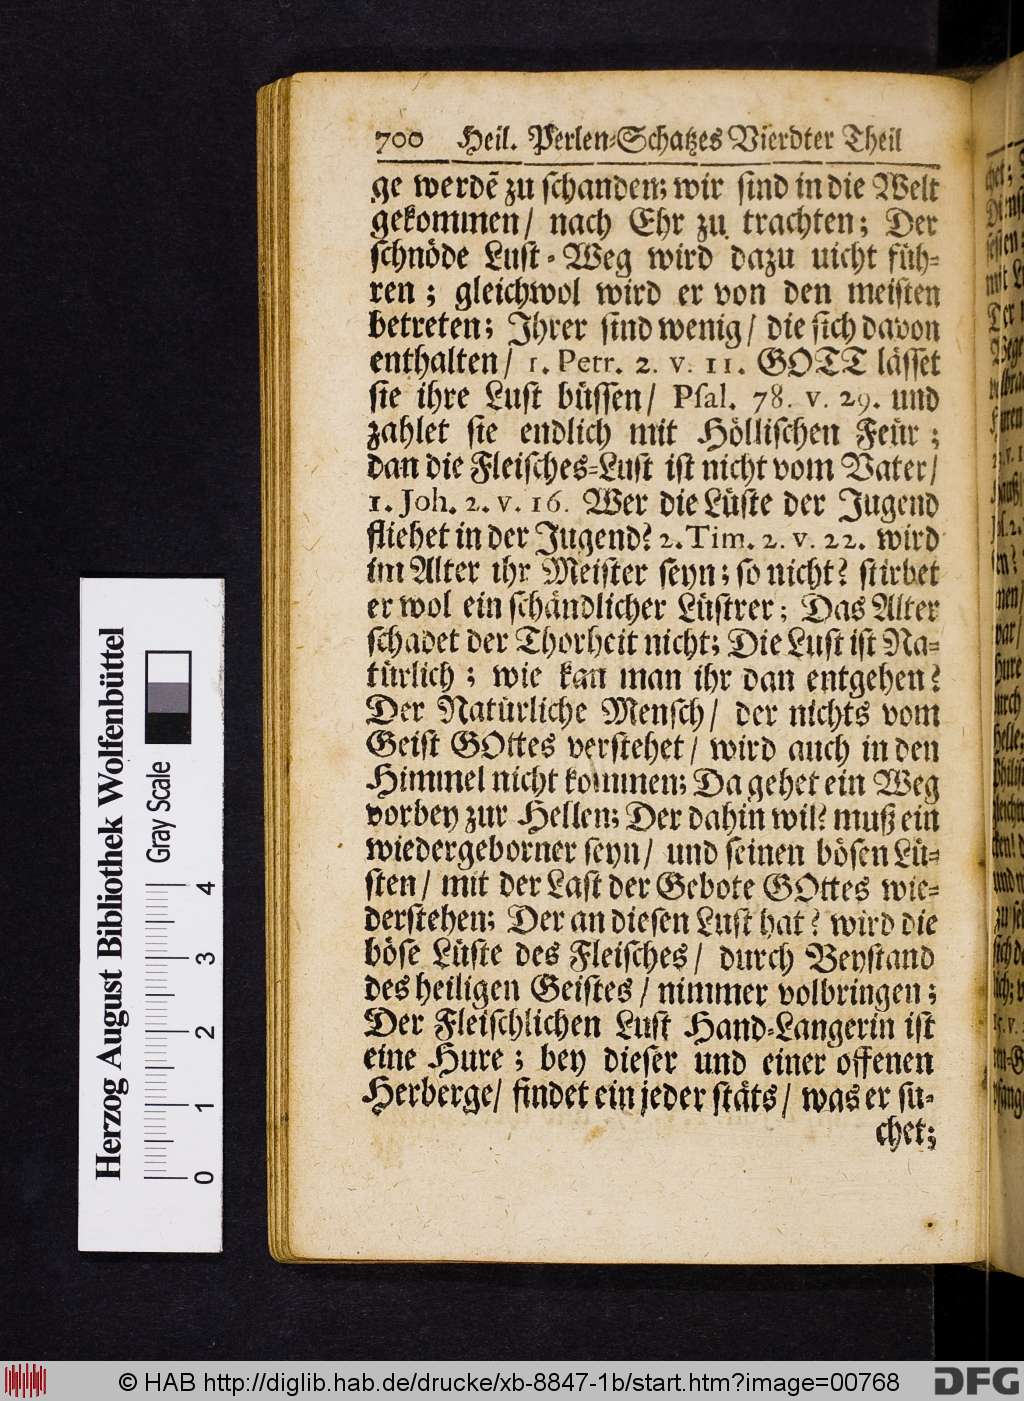 700 Heil. Perlen-Schatzes Vierdter Theil
ge werdẽ zu schanden; wir sind in die Welt
gekommen / nach Ehr zu trachten; Der
schnöde Lust-Weg wird dazu uicht füh-
ren; gleichwol wird er von den meisten
betreten; Ihrer sind wenig / die sich davon
enthalten / 1. Petr. 2. v. 11. GOTT lässet
sie ihre Lust büssen / Psal. 78. v. 29. und
zahlet sie endlich mit Höllischen Feür;
dan die Fleisches-Lust ist nicht vom Vater /
1. Joh. 2. v. 16. Wer die Lüste der Jugend
fliehet in der Jugend? 2. Tim. 2. v. 22. wird
im Alter ihr Meister seyn; so nicht? stirbet
er wol ein schändlicher Lüstrer; Das Alter
schadet der Thorheit nicht; Die Lust ist Na-
türlich; wie kan man ihr dan entgehen?
Der Natürliche Mensch / der nichts vom
Geist GOttes verstehet / wird auch in den
Himmel nicht kommen; Da gehet ein Weg
vorbey zur Hellen; Der dahin wil? muß ein
wiedergeborner seyn / und seinen bösen Lü-
sten / mit der Last der Gebote GOttes wie-
derstehen; Der an diesen Lust hat? wird die
böse Lüste des Fleisches / durch Beystand
des heiligen Geistes / nimmer volbringen;
Der Fleischlichen Lust Hand-Langerin ist
eine Hure; bey dieser und einer offenen
Herberge / findet ein jeder stäts / was er su-
chet;
Herzog August Bibliothek Wolfenbüttel
Gray Scale
0 1 2 3 4
© HAB http://diglib.hab.de/drucke/xb-8847-1b/start.htm?image=00768
DFG